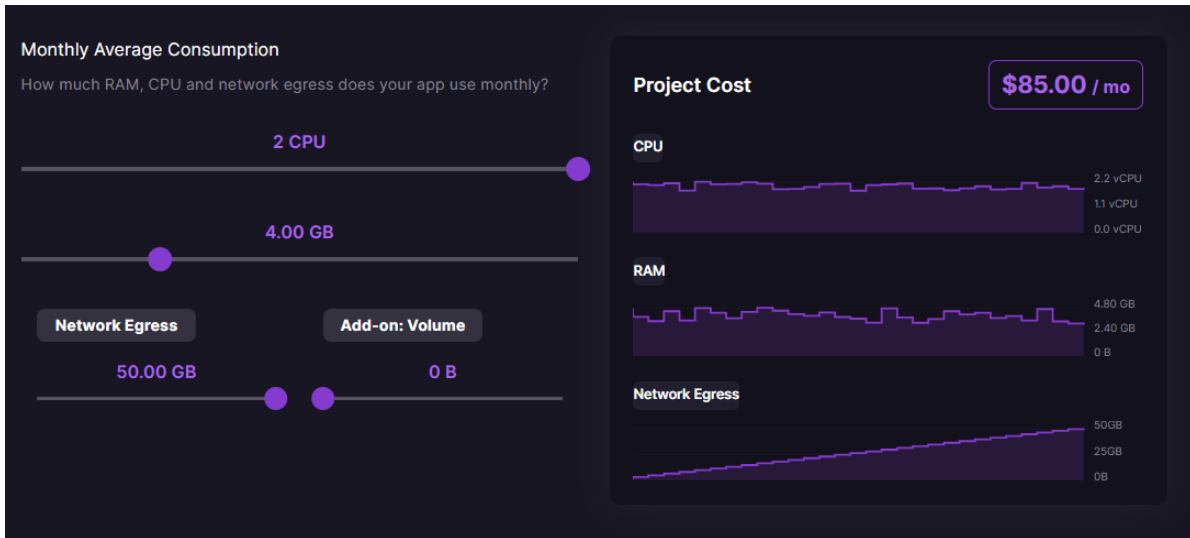 Monthly Average Consumption
How much RAM, CPU and network egress does your app use monthly?
2 CPU
4.00 GB
Network Egress
50.00 GB
Add-on: Volume
0 B
Project Cost
$85.00 / mo
CPU
2.2 vCPU
1.1 vCPU
0.0 vCPU
RAM
4.80 GB
2.40 GB
0 B
Network Egress
50GB
25GB
0B